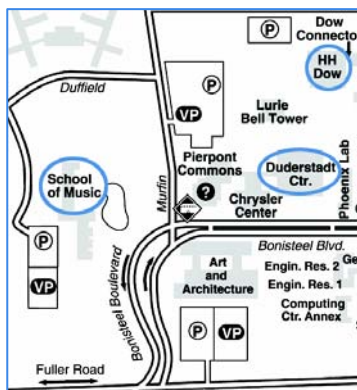 Dow
Connector
HH
Dow
P
P
Duffield
VP
Lurie
Bell Tower
Pierpont
Commons
Duderstadt
Ctr.
Phoenix Lab
School
of Music
?
Murfin
Chrysler
Center
P
VP
Bonisteel Blvd.
Bonisteel Boulevard
Art
and
Architecture
Engin. Res. 2
Ge
Engin. Res. 1
Computing
Ctr. Annex
P
VP
Fuller Road